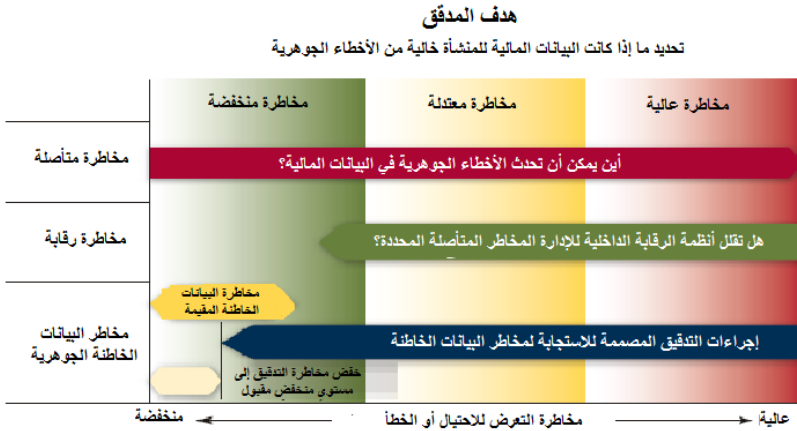 هدف المدقق
تحديد ما إذا كانت البيانات المالية للمنشأة خالية من الأخطاء الجوهرية
مخاطرة عالية
مخاطرة معتدلة
مخاطرة منخفضة
مخاطرة متأصلة
أين يمكن أن تحدث الأخطاء الجوهرية في البيانات المالية؟
مخاطرة رقابة
هل تقلل أنظمة الرقابة الداخلية للإدارة المخاطر المتأصلة المحددة؟
مخاطر البيانات
الخاطئة الجوهرية
مخاطرة البيانات
الخاطئة المقيمة
إجراءات التدقيق المصممة للاستجابة لمخاطر البيانات الخاطئة
خفض مخاطرة التدقيق إلى
مستوي منخفض مقبول
عالية
مخاطرة التعرض للاحتيال أو الخطأ
منخفضة